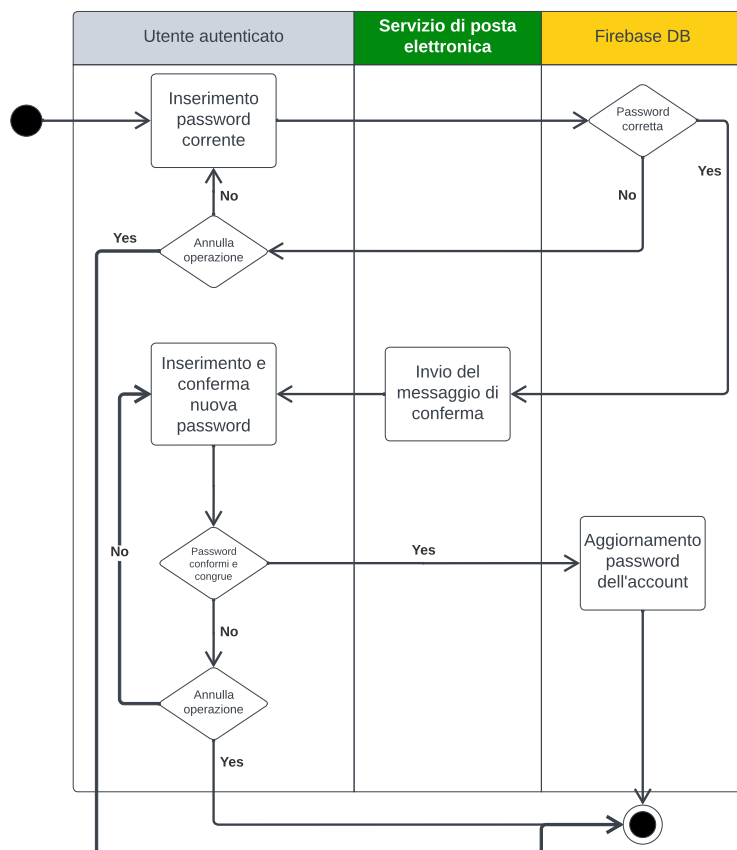 Utente autenticato
Servizio di posta
elettronica
Firebase DB
Inserimento
password
corrente
Password
corretta
Yes
No
No
Yes
Annulla
operazione
Inserimento e
conferma
nuova
password
Invio del
messaggio di
conferma
No
Password
conformi e
congrue
Yes
Aggiornamento
password
dell'account
No
Annulla
operazione
Yes